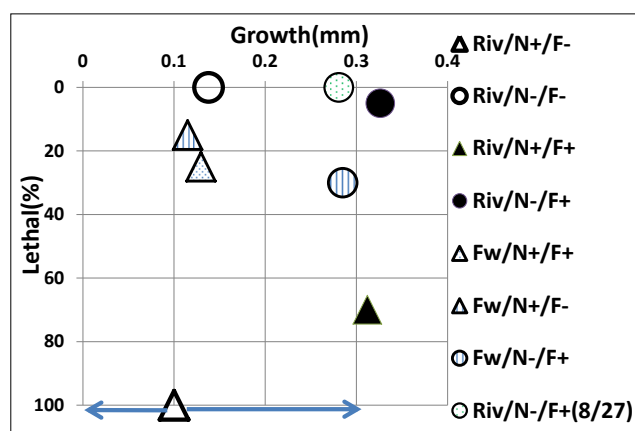 Growth(mm)
0 0.1 0.2 0.3 0.4
0
20
40
60
80
100
Lethal(%)
Riv/N+/F-
Riv/N-/F-
Riv/N+/F+
Riv/N-/F+
Fw/N+/F+
Fw/N+/F-
Fw/N-/F+
Riv/N-/F+(8/27)